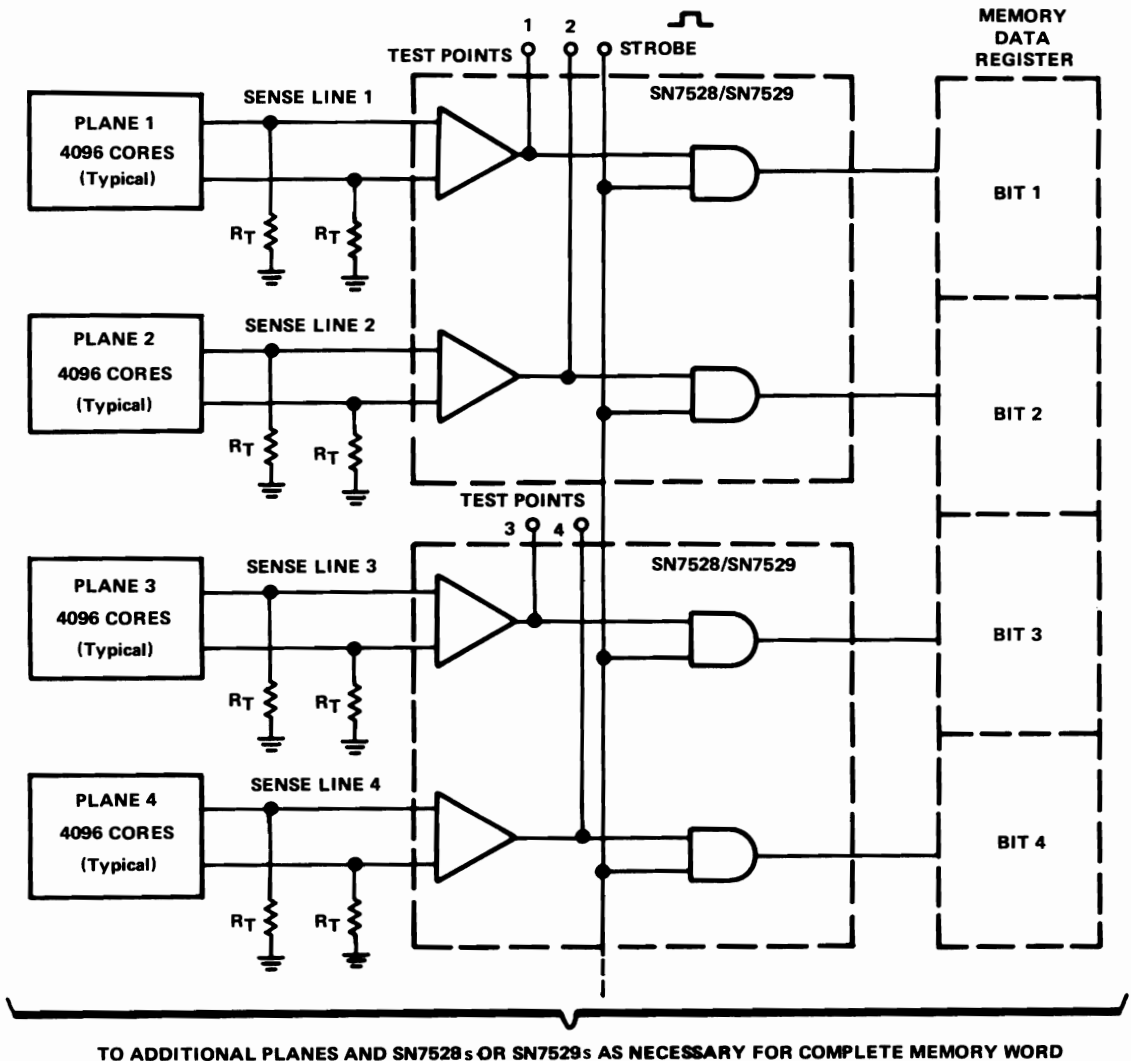 1
2
TEST POINTS
STROBE
MEMORY
DATA
REGISTER
SN7528/SN7529
PLANE 1
4096 CORES
(Typical)
SENSE LINE 1
RT
RT
BIT 1
PLANE 2
4096 CORES
(Typical)
SENSE LINE 2
RT
RT
BIT 2
TEST POINTS
3
4
SN7528/SN7529
PLANE 3
4096 CORES
(Typical)
SENSE LINE 3
RT
RT
BIT 3
PLANE 4
4096 CORES
(Typical)
SENSE LINE 4
RT
RT
BIT 4
TO ADDITIONAL PLANES AND SN7528s OR SN7529s AS NECESSARY FOR COMPLETE MEMORY WORD